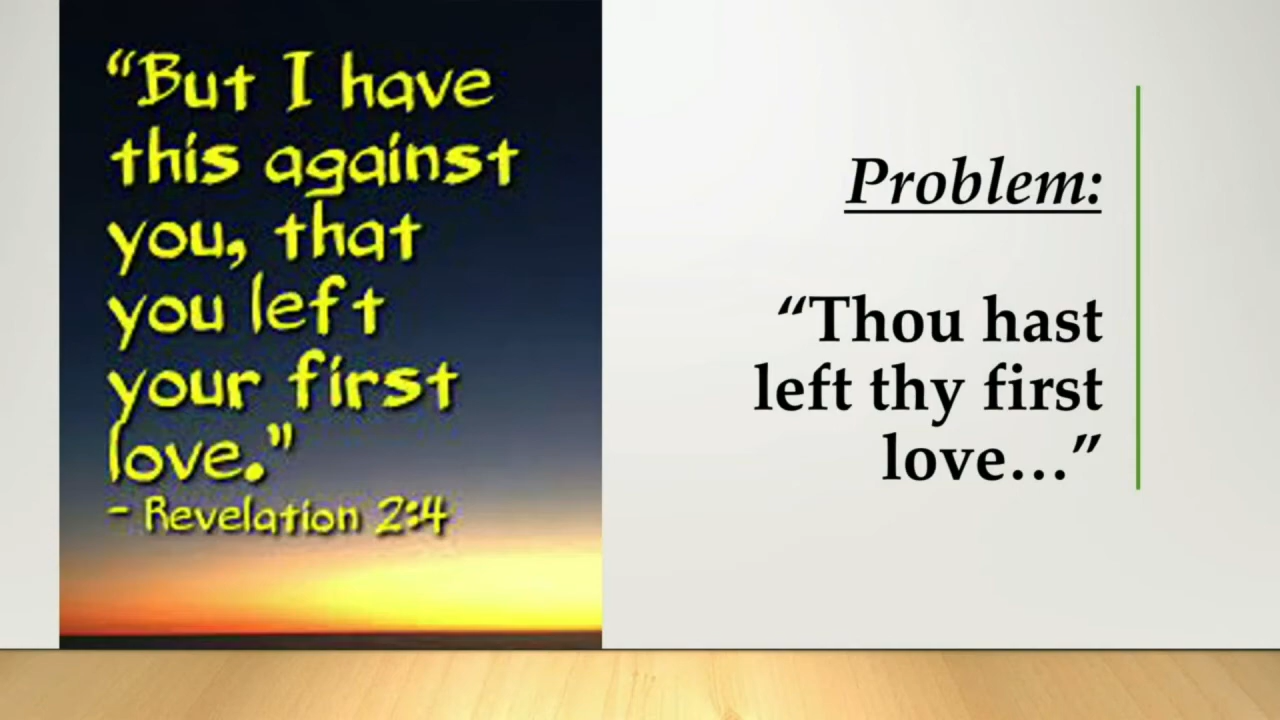 “But I have
this against
you, that
you left
your first
love."
- Revelation 2:4
Problem:
“Thou hast
left thy first
love…”